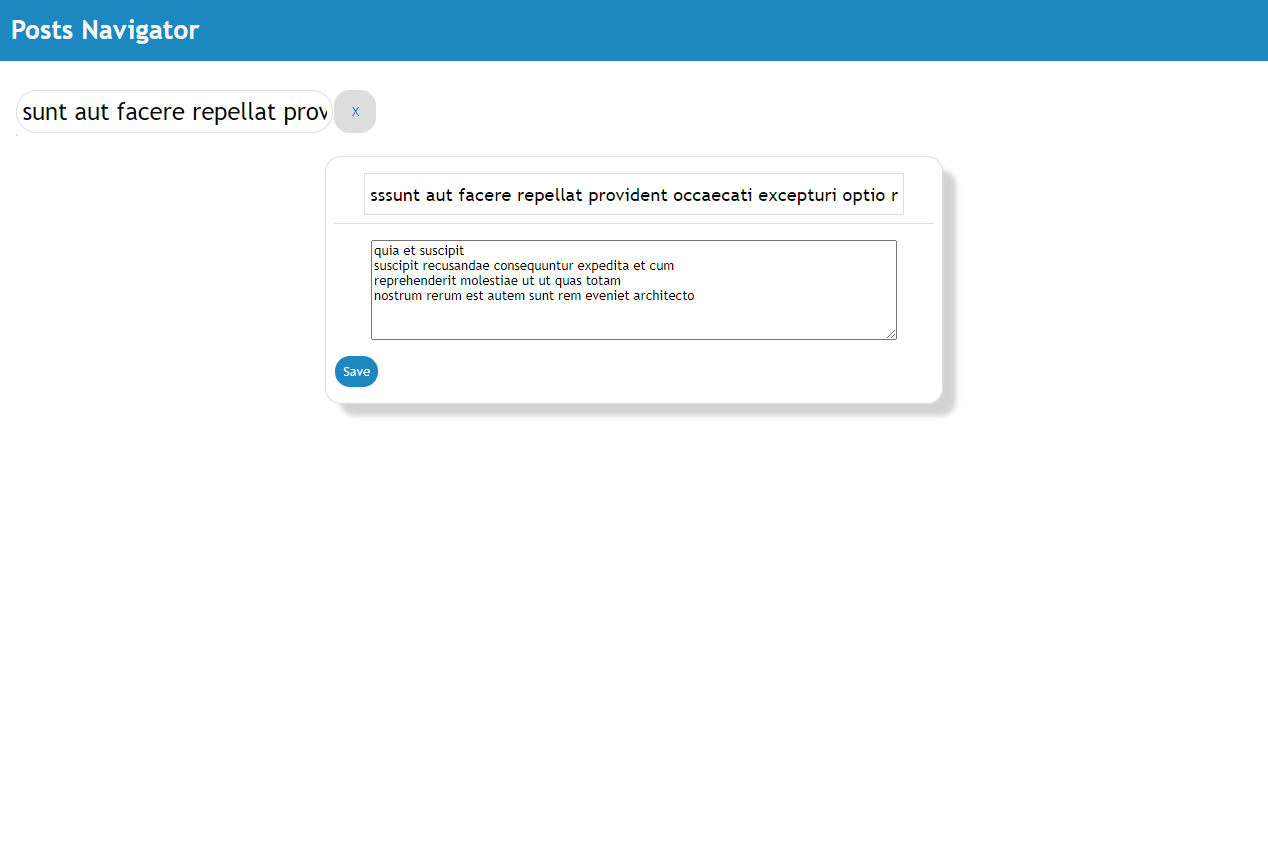 Posts Navigator
sunt aut facere repellat prov
X
sssunt aut facere repellat provident occaecati excepturi optio r
quia et suscipit
suscipit recusandae consequuntur expedita et cum
reprehenderit molestiae ut ut quas totam
nostrum rerum est autem sunt rem eveniet architecto
Save